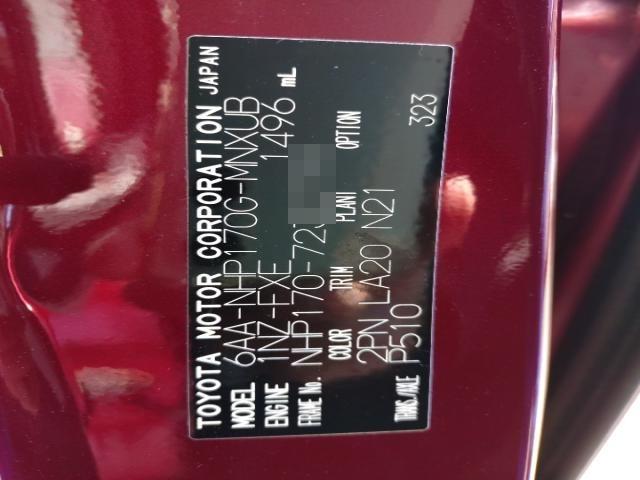 TOYOTA MOTOR CORPORATION JAPAN
MODEL 6AA-NHP170G-MNXUB
ENGINE 1NZ-FXE 1496 mL
FRAME No. NHP170-723
COLOR TRIM PLANT OPTION
2PN LA20 N21
TRANS./AXLE P510 323